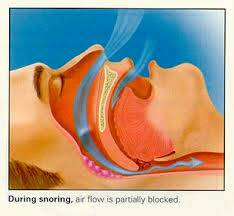 During snoring, air flow is partially blocked.